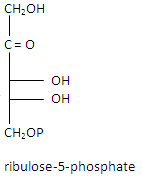 CH₂OH
C=O
OH
OH
CH₂OP
ribulose-5-phosphate